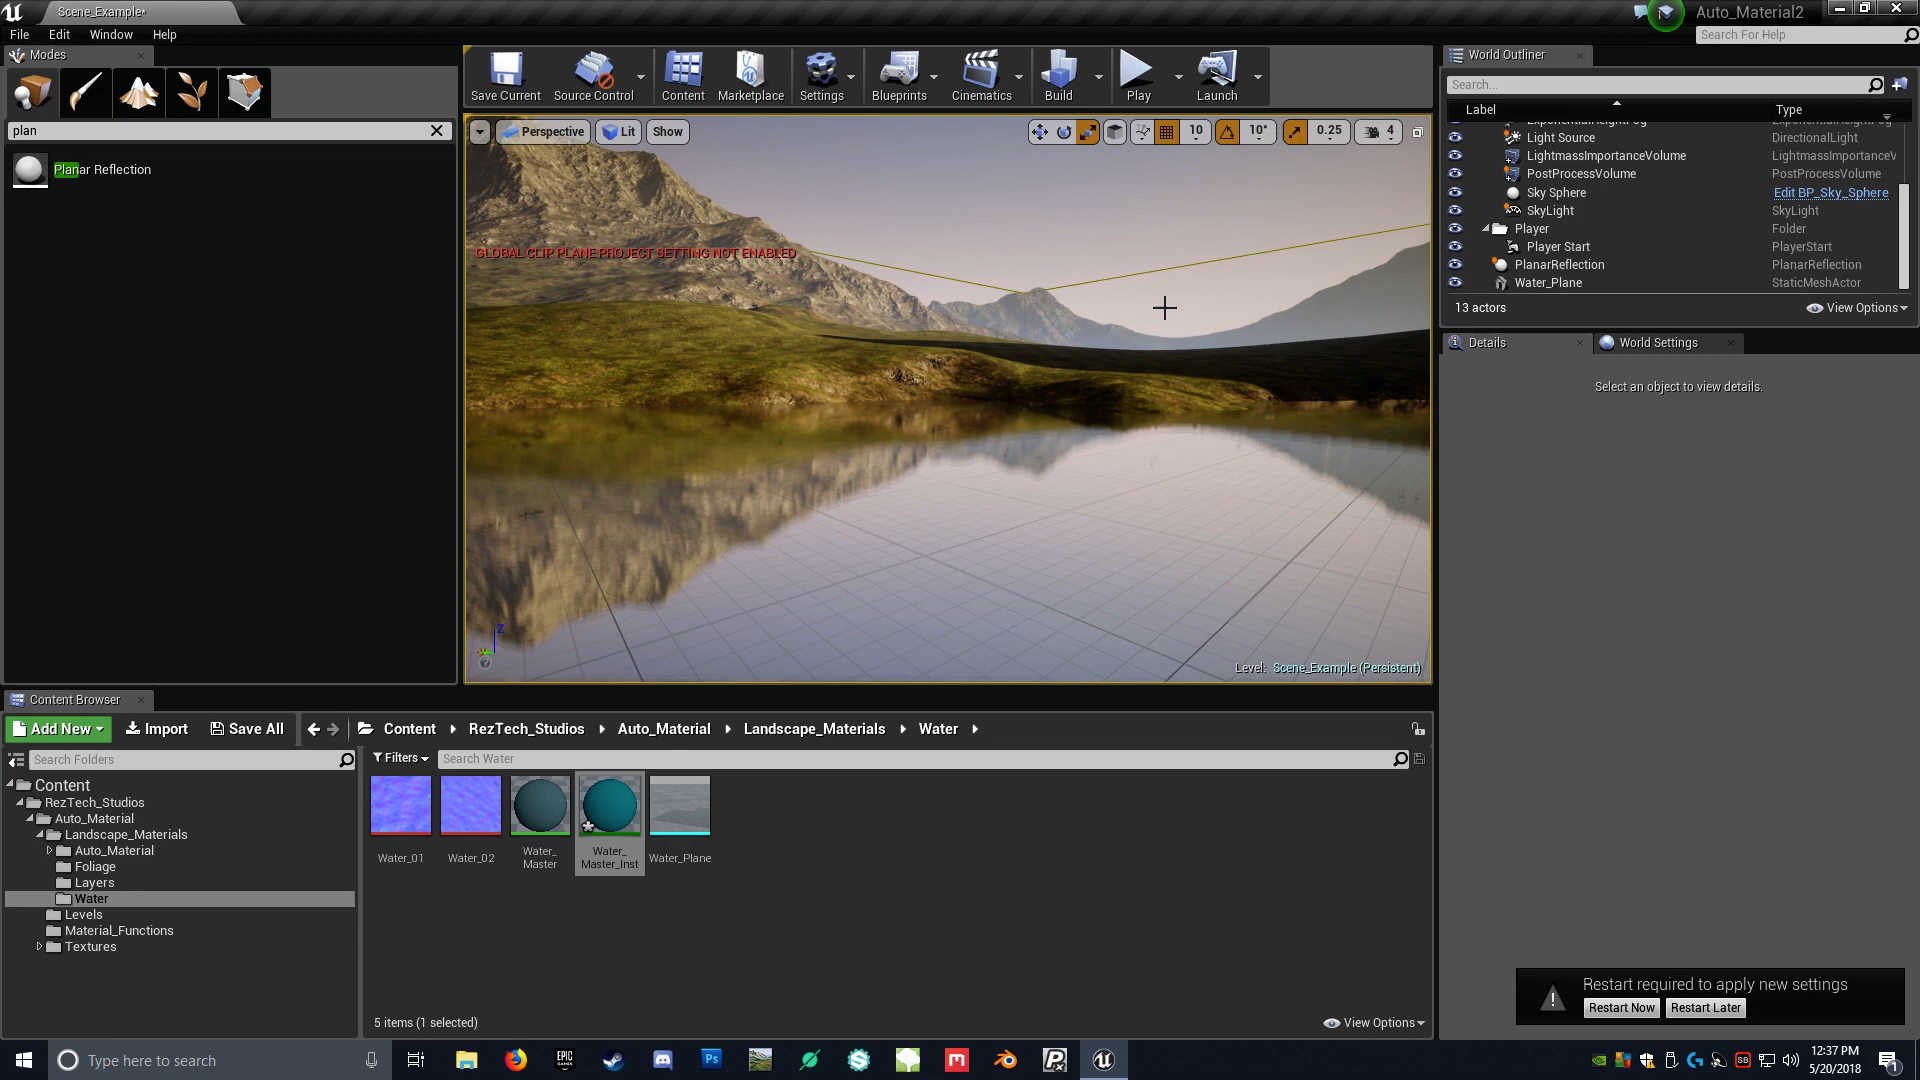 Scene_Example*
Auto_Material2
File Edit Window Help
Search For Help
Modes
plan
Planar Reflection
Save Current
Source Control
Content
Marketplace
Settings
Blueprints
Cinematics
Build
Play
Launch
Perspective
Lit
Show
10
10°
0.25
4
GLOBAL CLIP PLANE PROJECT SETTING NOT ENABLED
Z
Level: Scene_Example (Persistent)
World Outliner
Search...
Label Type
Light Source DirectionalLight
LightmassImportanceVolume LightmassImportanceV
PostProcessVolume PostProcessVolume
Sky Sphere Edit BP_Sky_Sphere
SkyLight SkyLight
Player Folder
Player Start PlayerStart
PlanarReflection PlanarReflection
Water_Plane StaticMeshActor
13 actors
View Options
Details
World Settings
Select an object to view details.
Content Browser
Add New
Import
Save All
Content
RezTech_Studios
Auto_Material
Landscape_Materials
Water
Search Folders
Filters
Search Water
Content
RezTech_Studios
Auto_Material
Landscape_Materials
Auto_Material
Foliage
Layers
Water
Levels
Material_Functions
Textures
Water_01
Water_02
Water_
Master
Water_
Master_Inst
Water_Plane
5 items (1 selected)
View Options
Restart required to apply new settings
Restart Now
Restart Later
Type here to search
EPIC
GAMES
Ps
SB
12:37 PM
5/20/2018
1